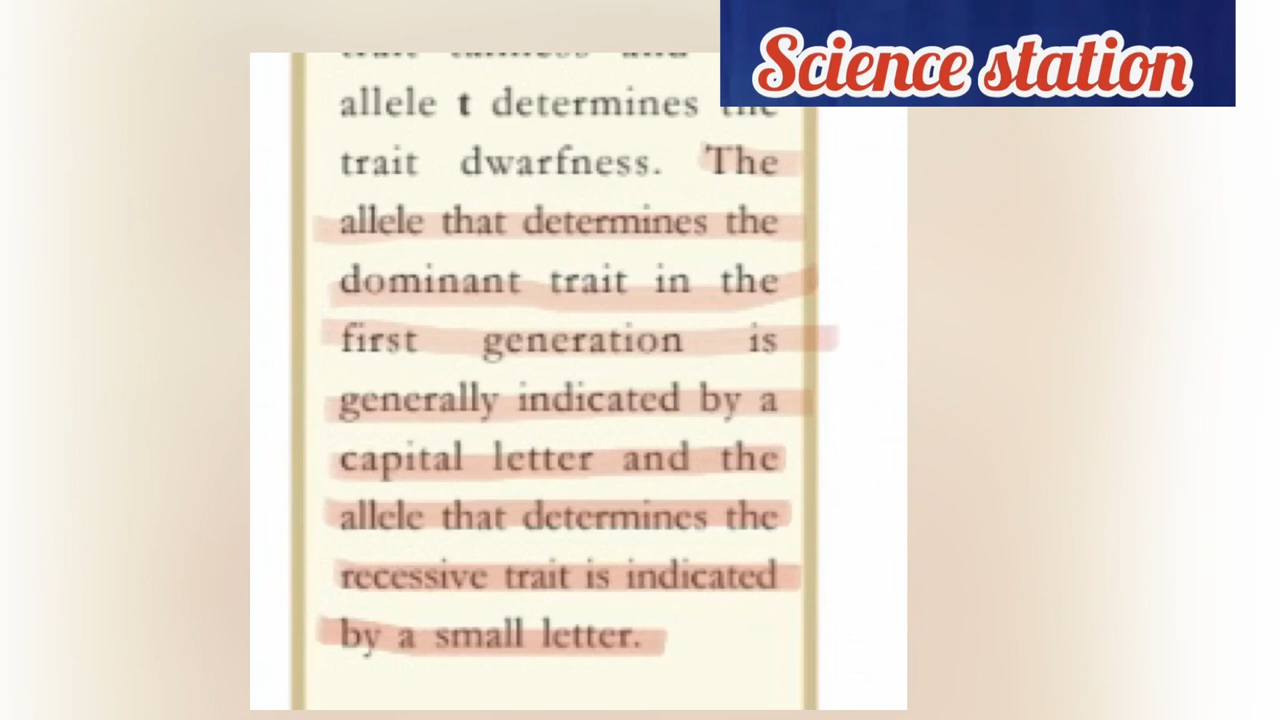 Science station
allele t determines the
trait dwarfness. The
allele that determines the
dominant trait in the
first generation is
generally indicated by a
capital letter and the
allele that determines the
recessive trait is indicated
by a small letter.